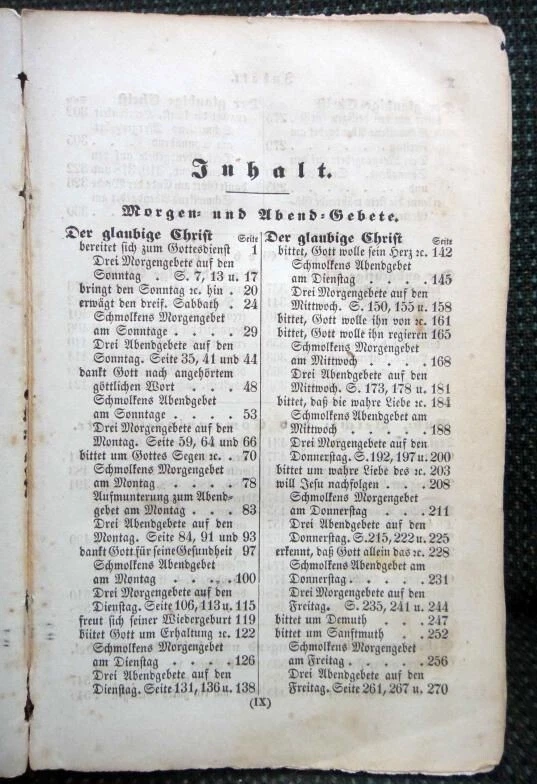 Inhalt.
Morgen- und Abend-Gebete.
Der glaubige Christ Seite
bereitet sich zum Gottesdienst 1
Drei Morgengebete auf den
Sonntag . S. 7, 13 u. 17
bringt den Sonntag ꝛc. hin . 20
erwägt den dreif. Sabbath . 24
Schmolkens Morgengebet
am Sonntage . . . 29
Drei Abendgebete auf den
Sonntag. Seite 35, 41 und 44
dankt Gott nach angehörtem
göttlichen Wort . . . . 48
Schmolkens Abendgebet
am Sonntage . . . . 53
Drei Morgengebete auf den
Montag. Seite 59, 64 und 66
bittet um Gottes Segen ꝛc. . 70
Schmolkens Morgengebet
am Montag . . . . 78
Aufmunterung zum Abend-
gebet am Montag . . . 83
Drei Abendgebete auf den
Montag. Seite 84, 91 und 93
dankt Gott für seine Gesundheit 97
Schmolkens Abendgebet
am Montag . . . . . 100
Drei Morgengebete auf den
Dienstag. Seite 106, 113 u. 115
freut sich seiner Wiedergeburt 119
biitet Gott um Erhaltung ꝛc. 122
Schmolkens Morgengebet
am Dienstag . . . . 126
Drei Abendgebete auf den
Dienstag. Seite 131, 136 u. 138
Der glaubige Christ Seite
bittet, Gott wolle sein Herz ꝛc. 142
Schmolkens Abendgebet
am Dienstag . . . . 145
Drei Morgengebete auf den
Mittwoch. S. 150, 155 u. 158
bittet, Gott wolle ihn von ꝛc. 161
bittet, Gott wolle ihn regieren 165
Schmolkens Morgengebet
am Mittwoch . . . . 168
Drei Abendgebete auf den
Mittwoch. S. 173, 178 u. 181
bittet, daß die wahre Liebe ꝛc. 184
Schmolkens Abendgebet am
Mittwoch . . . . . 188
Drei Morgengebete auf den
Donnerstag. S. 192, 197 u. 200
bittet um wahre Liebe des ꝛc. 203
will Jesu nachfolgen . . . 208
Schmolkens Morgengebet
am Donnerstag . . . 211
Drei Abendgebete auf den
Donnerstag. S. 215, 222 u. 225
erkennt, daß Gott allein das ꝛc. 228
Schmolkens Abendgebet am
Donnerstag . . . . 231
Drei Morgengebete auf den
Freitag. S. 235, 241 u. 244
bittet um Demuth . . . 247
bittet um Sanftmuth . . . 252
Schmolkens Morgengebet
am Freitag . . . . 256
Drei Abendgebete auf den
Freitag. Seite 261, 267 u. 270
(IX)